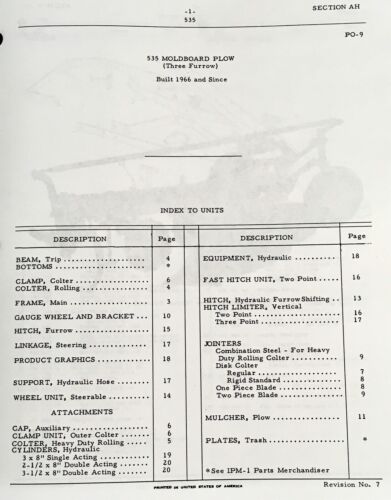 -1-
535
SECTION AH
PO-9
535 MOLDBOARD PLOW
(Three Furrow)
Built 1966 and Since
INDEX TO UNITS
DESCRIPTION Page
BEAM, Trip .................. 4
BOTTOMS .................... *
CLAMP, Colter ............... 6
COLTER, Rolling .............. 4
FRAME, Main ................ 3
GAUGE WHEEL AND BRACKET ... 10
HITCH, Furrow ............... 15
LINKAGE, Steering ............ 17
PRODUCT GRAPHICS ........... 18
SUPPORT, Hydraulic Hose ....... 17
WHEEL UNIT, Steerable ......... 14
ATTACHMENTS
CAP, Auxiliary ................ 6
CLAMP UNIT, Outer Colter ....... 6
COLTER, Heavy Duty Rolling ..... 5
CYLINDERS, Hydraulic
3 x 8" Single Acting .......... 19
2-1/2 x 8" Double Acting ...... 20
3-1/2 x 8" Double Acting ...... 20
DESCRIPTION Page
EQUIPMENT, Hydraulic ......... 18
FAST HITCH UNIT, Two Point ..... 16
HITCH, Hydraulic Furrow Shifting .. 13
HITCH LIMITER, Vertical
Two Point .................. 16
Three Point ................ 17
JOINTERS
Combination Steel - For Heavy
Duty Rolling Colter ........... 9
Disk Colter
Regular .................. 7
Rigid Standard ............. 8
One Piece Blade .............. 8
Two Piece Blade .............. 9
MULCHER, Plow .............. 11
PLATES, Trash ............... *
*See IPM-1 Parts Merchandiser
PRINTED IN UNITED STATES OF AMERICA
Revision No. 7